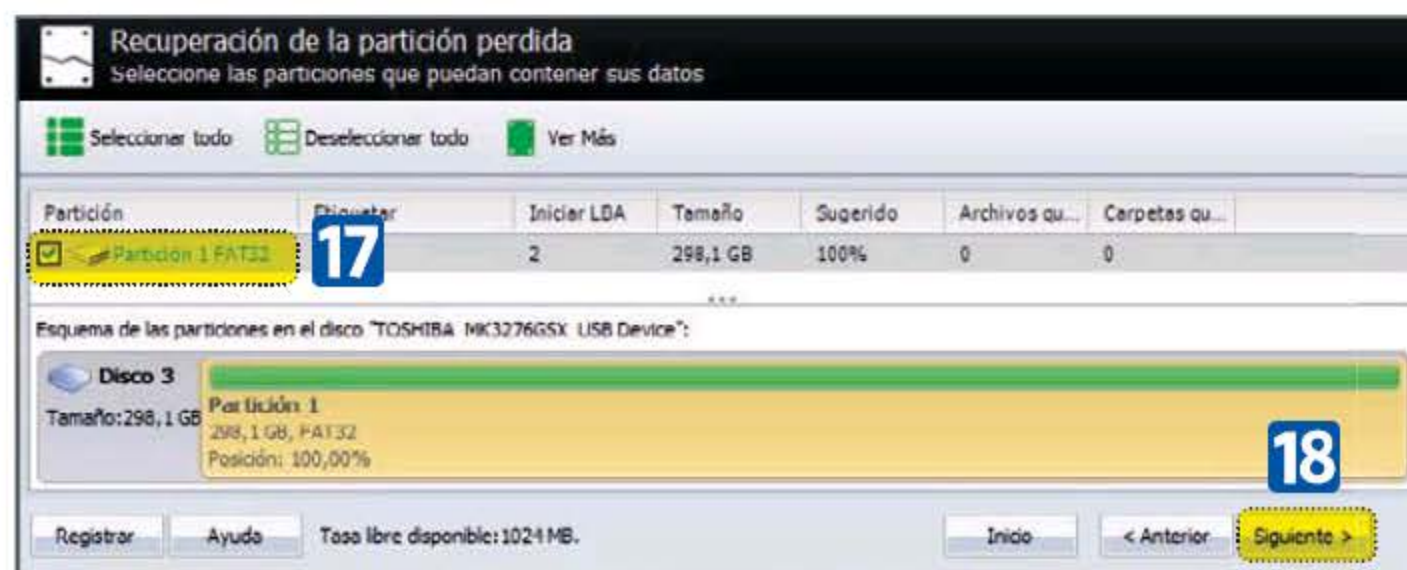 Recuperación de la partición perdida
Seleccione las particiones que puedan contener sus datos
Seleccionar todo Deseleccionar todo Ver Más
Partición Etiquetar Iniciar LBA Tamaño Sugerido Archivos qu... Carpetas qu...
Partición 1 FAT32 17 2 298,1 GB 100% 0 0
Esquema de las particiones en el disco "TOSHIBA MK3276GSX USB Device":
Disco 3
Tamaño:298,1 GB
Partición 1
298,1 GB, FAT32
Posición: 100,00%
18
Registrar Ayuda Tasa libre disponible:1024 MB. Inicio < Anterior Siguiente >